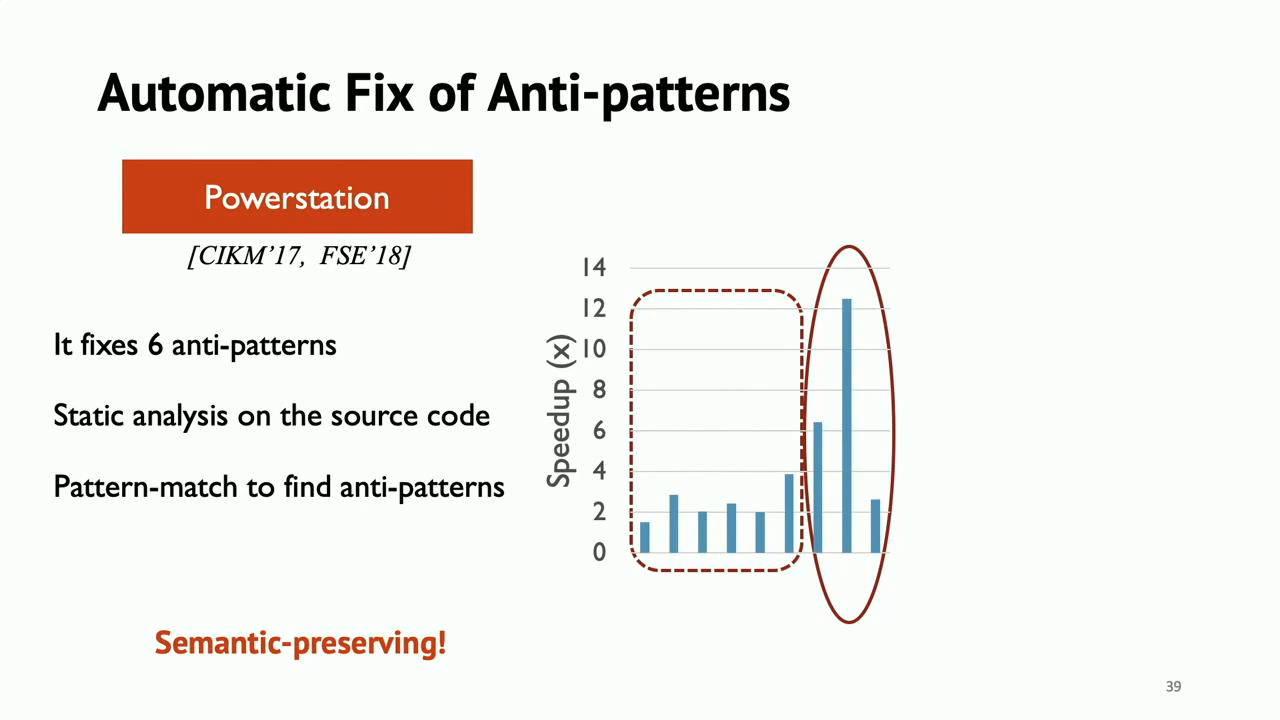 Automatic Fix of Anti-patterns
Powerstation
[CIKM’17, FSE’18]
It fixes 6 anti-patterns
Static analysis on the source code
Pattern-match to find anti-patterns
Semantic-preserving!
Speedup (x)
14
12
10
8
6
4
2
0
39